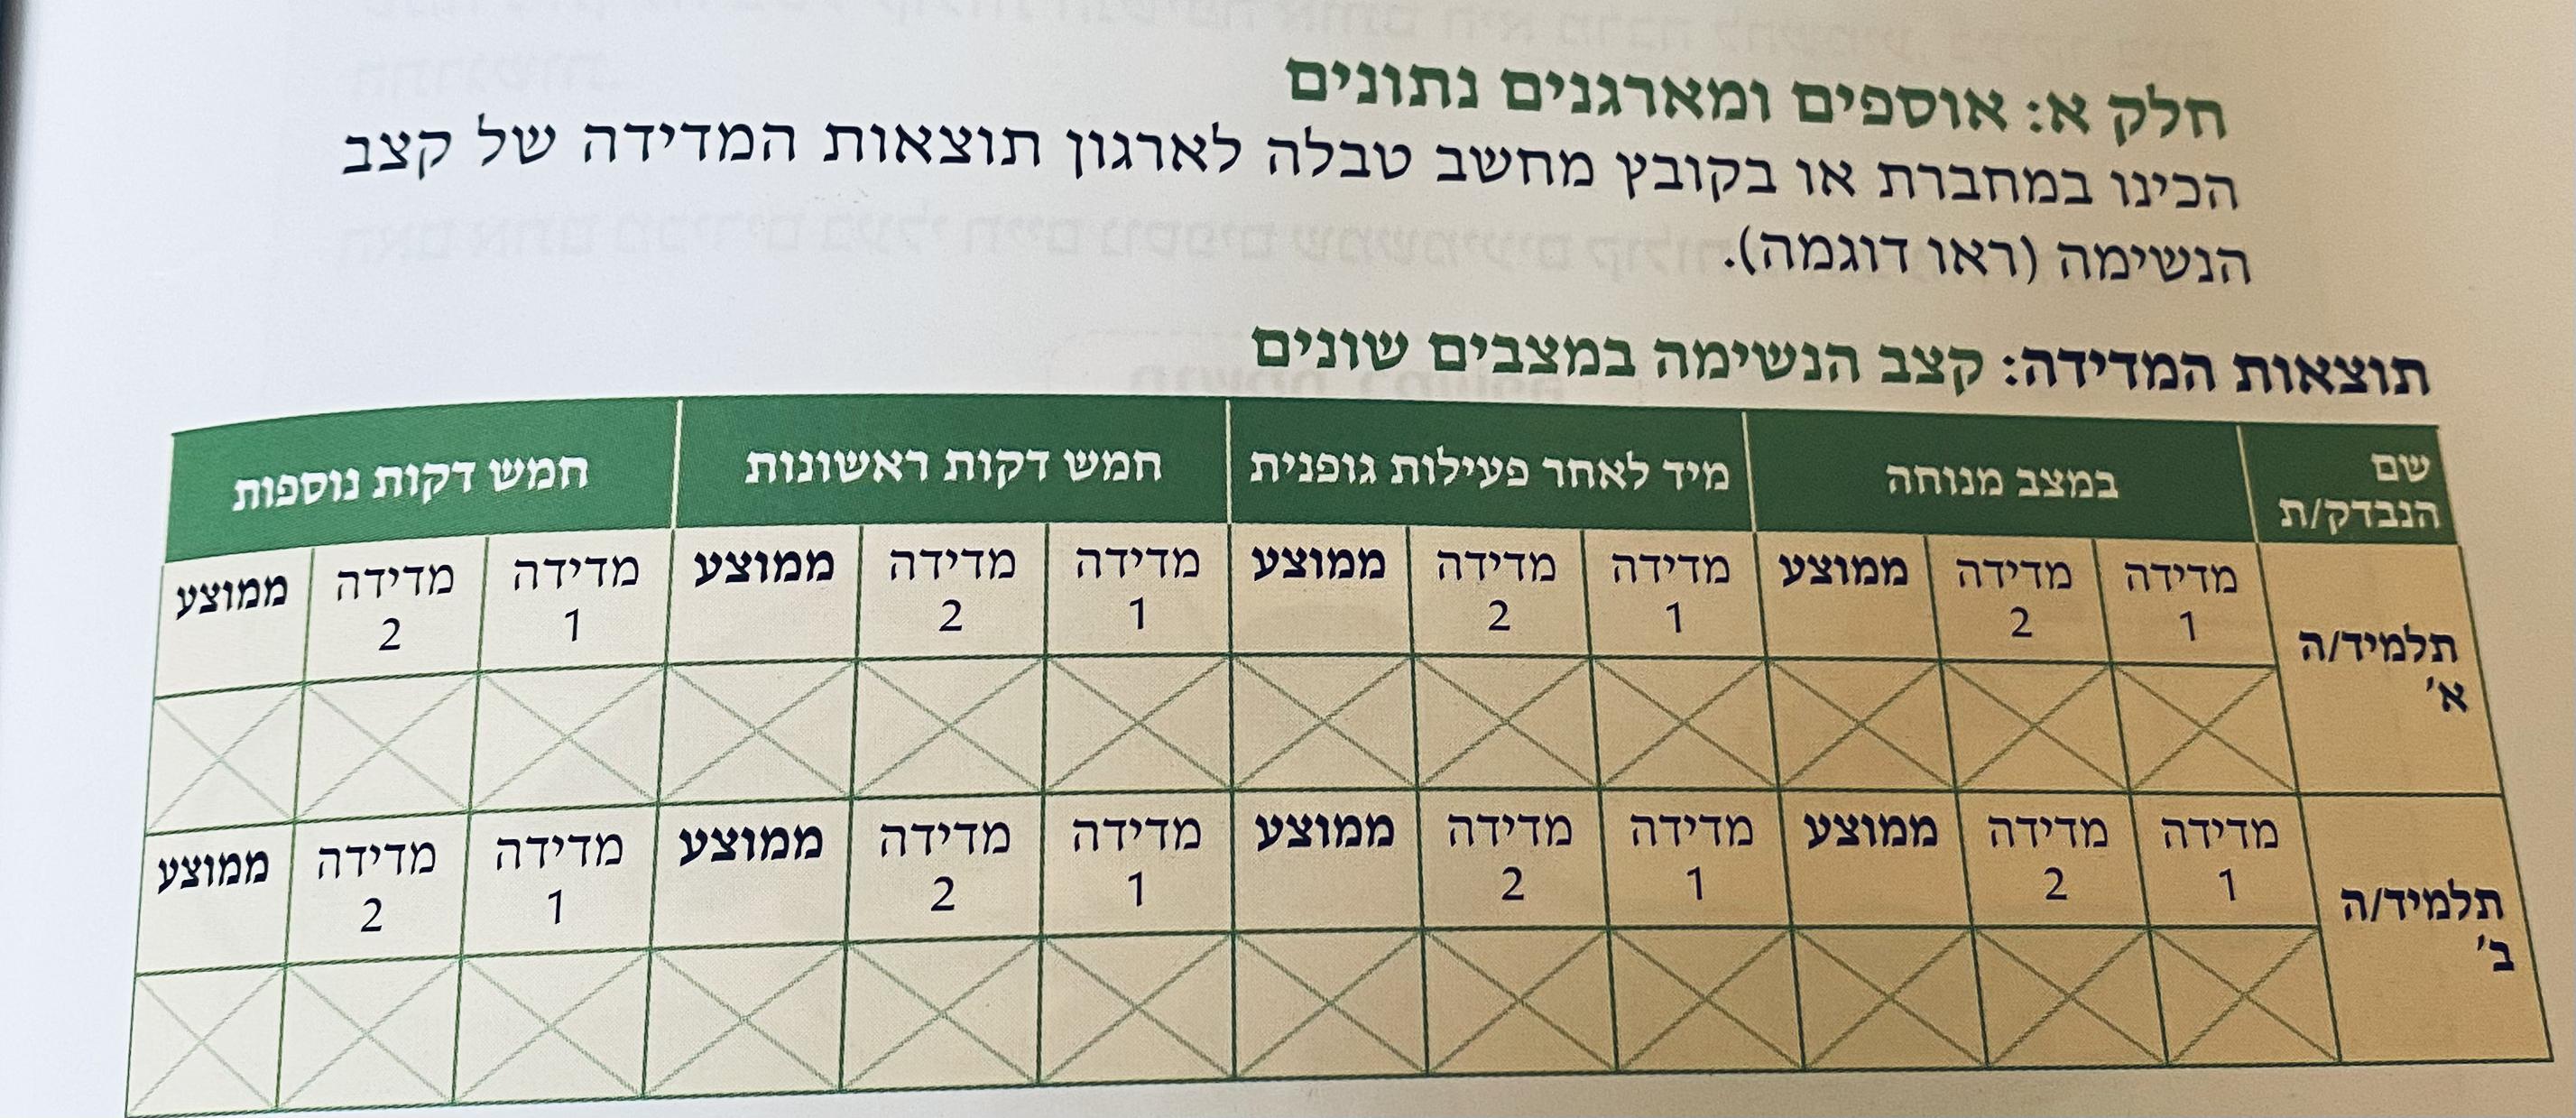 חלק א: אוספים ומארגנים נתונים
הכינו במחברת או בקובץ מחשב טבלה לארגון תוצאות המדידה של קצב
הנשימה (ראו דוגמה).
תוצאות המדידה: קצב הנשימה במצבים שונים
שם הנבדק/ת במצב מנוחה מיד לאחר פעילות גופנית חמש דקות ראשונות חמש דקות נוספות
תלמיד/ה א' מדידה 1 מדידה 2 ממוצע מדידה 1 מדידה 2 ממוצע מדידה 1 מדידה 2 ממוצע מדידה 1 מדידה 2 ממוצע
תלמיד/ה ב' מדידה 1 מדידה 2 ממוצע מדידה 1 מדידה 2 ממוצע מדידה 1 מדידה 2 ממוצע מדידה 1 מדידה 2 ממוצע